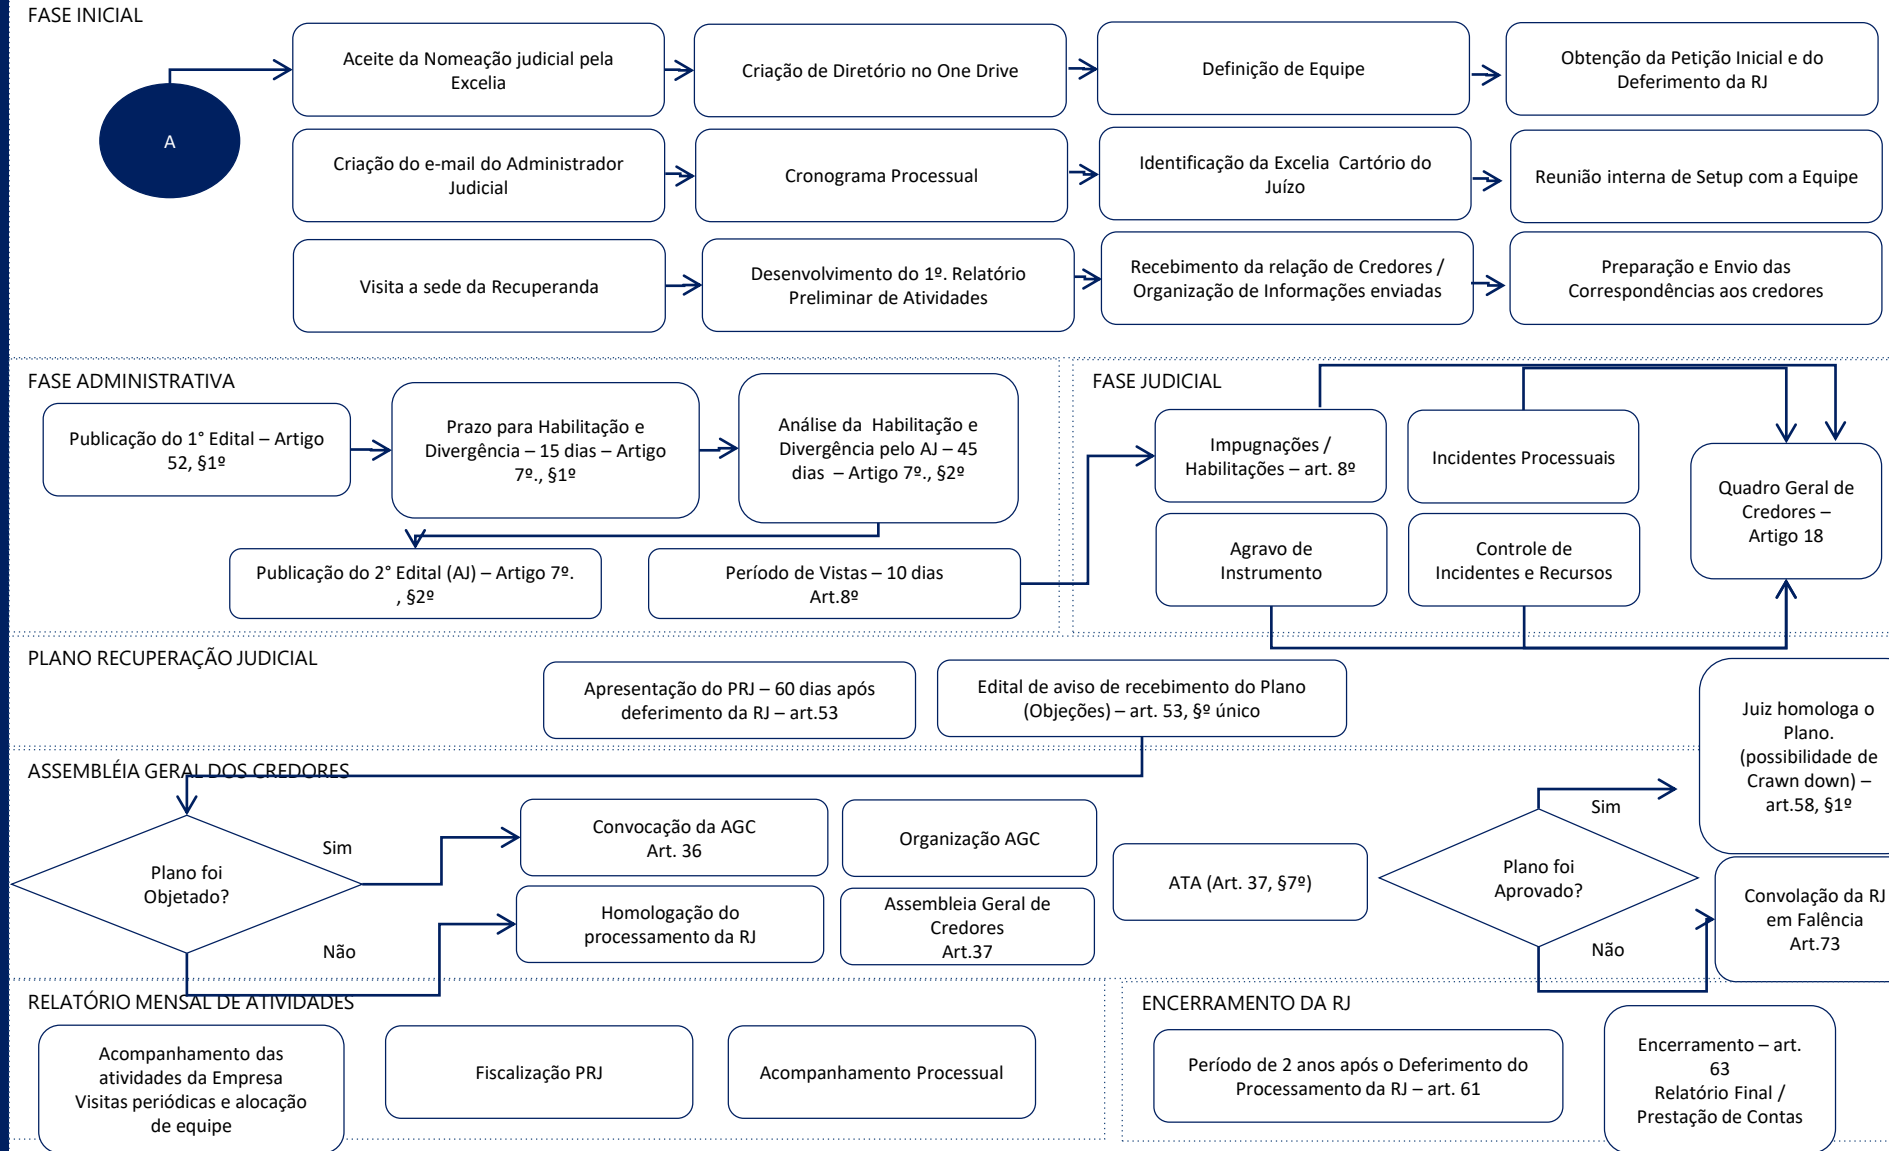 FASE INICIAL
A
Aceite da Nomeação judicial pela
Excelia
Criação de Diretório no One Drive
Definição de Equipe
Obtenção da Petição Inicial e do
Deferimento da RJ
Criação do e-mail do Administrador
Judicial
Cronograma Processual
Identificação da Excelia Cartório do
Juízo
Reunião interna de Setup com a Equipe
Visita a sede da Recuperanda
Desenvolvimento do 1º. Relatório
Preliminar de Atividades
Recebimento da relação de Credores /
Organização de Informações enviadas
Preparação e Envio das
Correspondências aos credores
FASE ADMINISTRATIVA
Publicação do 1° Edital – Artigo
52, §1º
Prazo para Habilitação e
Divergência – 15 dias – Artigo
7º., §1º
Análise da Habilitação e
Divergência pelo AJ – 45
dias – Artigo 7º., §2º
Publicação do 2° Edital (AJ) – Artigo 7º.
, §2º
Período de Vistas – 10 dias
Art.8º
FASE JUDICIAL
Impugnações /
Habilitações – art. 8º
Incidentes Processuais
Agravo de
Instrumento
Controle de
Incidentes e Recursos
Quadro Geral de
Credores –
Artigo 18
PLANO RECUPERAÇÃO JUDICIAL
Apresentação do PRJ – 60 dias após
deferimento da RJ – art.53
Edital de aviso de recebimento do Plano
(Objeções) – art. 53, §º único
Juiz homologa o
Plano.
(possibilidade de
Crawn down) –
art.58, §1º
ASSEMBLÉIA GERAL DOS CREDORES
Plano foi
Objetado?
Sim
Não
Convocação da AGC
Art. 36
Organização AGC
Homologação do
processamento da RJ
Assembleia Geral de
Credores
Art.37
ATA (Art. 37, §7º)
Plano foi
Aprovado?
Sim
Não
Convolação da RJ
em Falência
Art.73
RELATÓRIO MENSAL DE ATIVIDADES
Acompanhamento das
atividades da Empresa
Visitas periódicas e alocação
de equipe
Fiscalização PRJ
Acompanhamento Processual
ENCERRAMENTO DA RJ
Período de 2 anos após o Deferimento do
Processamento da RJ – art. 61
Encerramento – art.
63
Relatório Final /
Prestação de Contas